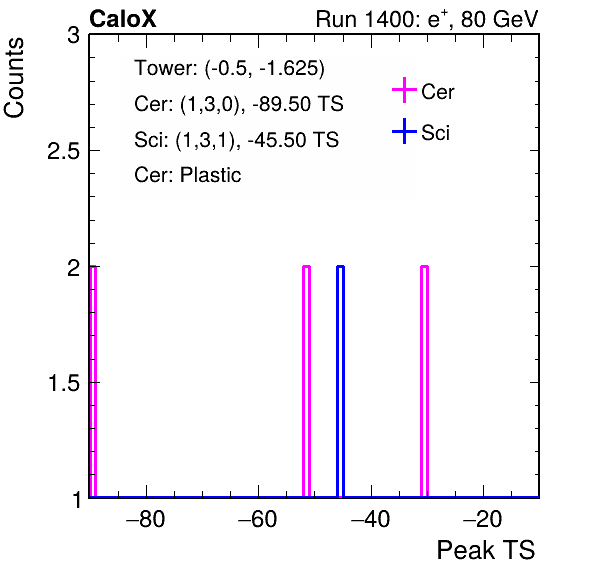 CaloX Run 1400: e+, 80 GeV
Counts
Tower: (-0.5, -1.625)
Cer: (1,3,0), -89.50 TS
Sci: (1,3,1), -45.50 TS
Cer: Plastic
Cer
Sci
3
2.5
2
1.5
1
−80 −60 −40 −20
Peak TS